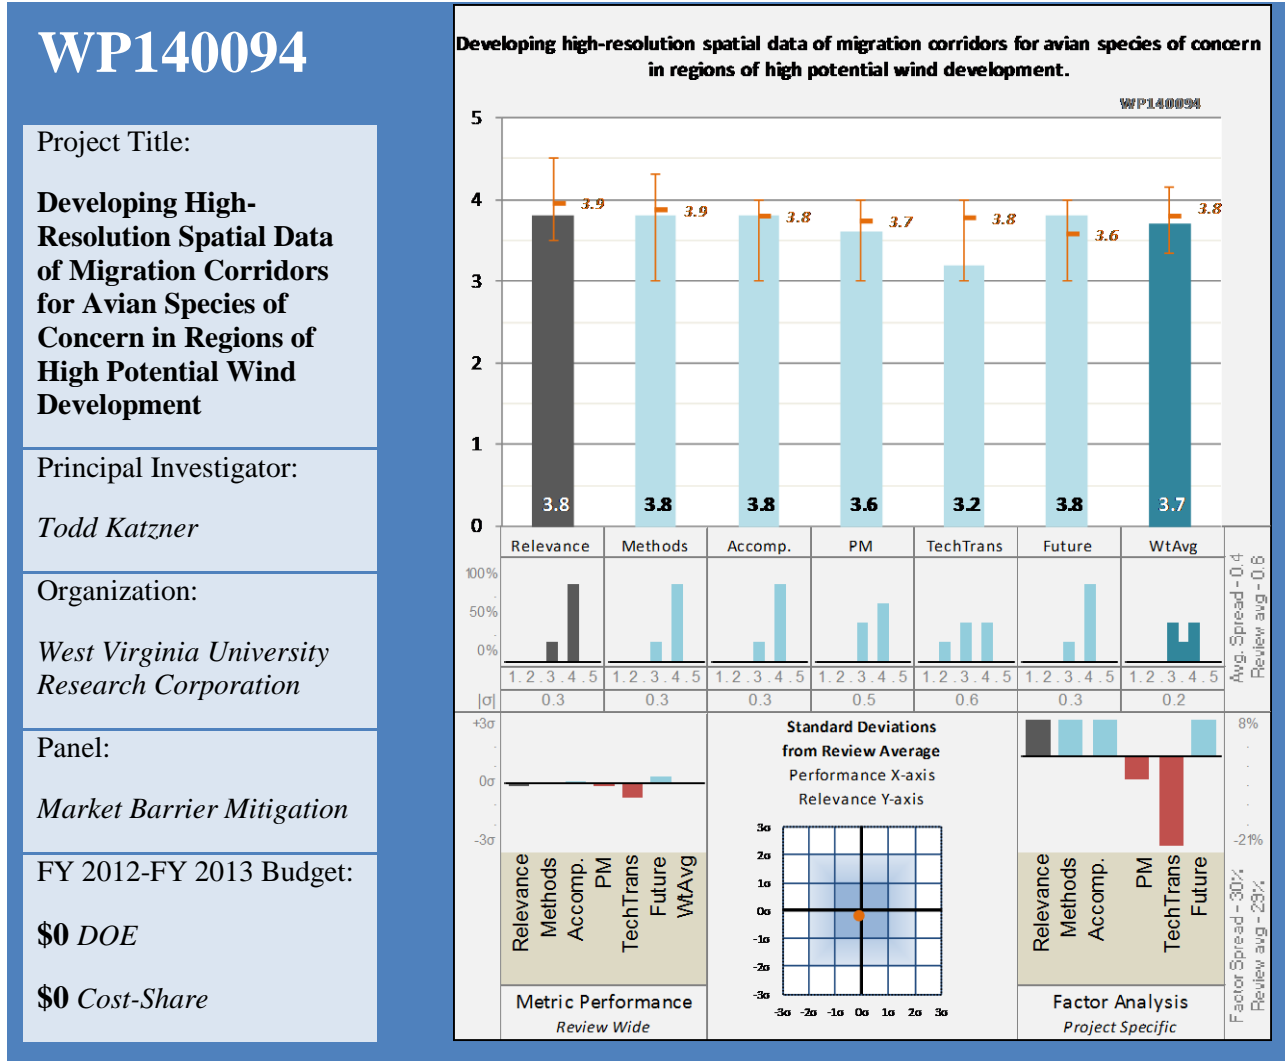 WP140094
Project Title:
Developing High-
Resolution Spatial Data
of Migration Corridors
for Avian Species of
Concern in Regions of
High Potential Wind
Development
Principal Investigator:
Todd Katzner
Organization:
West Virginia University
Research Corporation
Panel:
Market Barrier Mitigation
FY 2012-FY 2013 Budget:
$0 DOE
$0 Cost-Share
Developing high-resolution spatial data of migration corridors for avian species of concern
in regions of high potential wind development.
WP140094
5
4
3
2
1
0
3.9 3.9 3.8 3.7 3.8 3.6 3.8
3.8 3.8 3.8 3.6 3.2 3.8 3.7
Relevance Methods Accomp. PM TechTrans Future WtAvg
100%
50%
0%
1 . 2 . 3 . 4 . 5 1 . 2 . 3 . 4 . 5 1 . 2 . 3 . 4 . 5 1 . 2 . 3 . 4 . 5 1 . 2 . 3 . 4 . 5 1 . 2 . 3 . 4 . 5 1 . 2 . 3 . 4 . 5
|σ| 0.3 0.3 0.3 0.5 0.6 0.3 0.2
Avg. Spread - 0.4
Review avg - 0.6
+3σ
0σ
-3σ
Relevance
Methods
Accomp.
PM
TechTrans
Future
WtAvg
Metric Performance
Review Wide
Standard Deviations
from Review Average
Performance X-axis
Relevance Y-axis
3σ
2σ
1σ
0σ
-1σ
-2σ
-3σ
-3σ -2σ -1σ 0σ 1σ 2σ 3σ
8%
-21%
Relevance
Methods
Accomp.
PM
TechTrans
Future
Factor Analysis
Project Specific
Factor Spread - 30%
Review avg - 29%